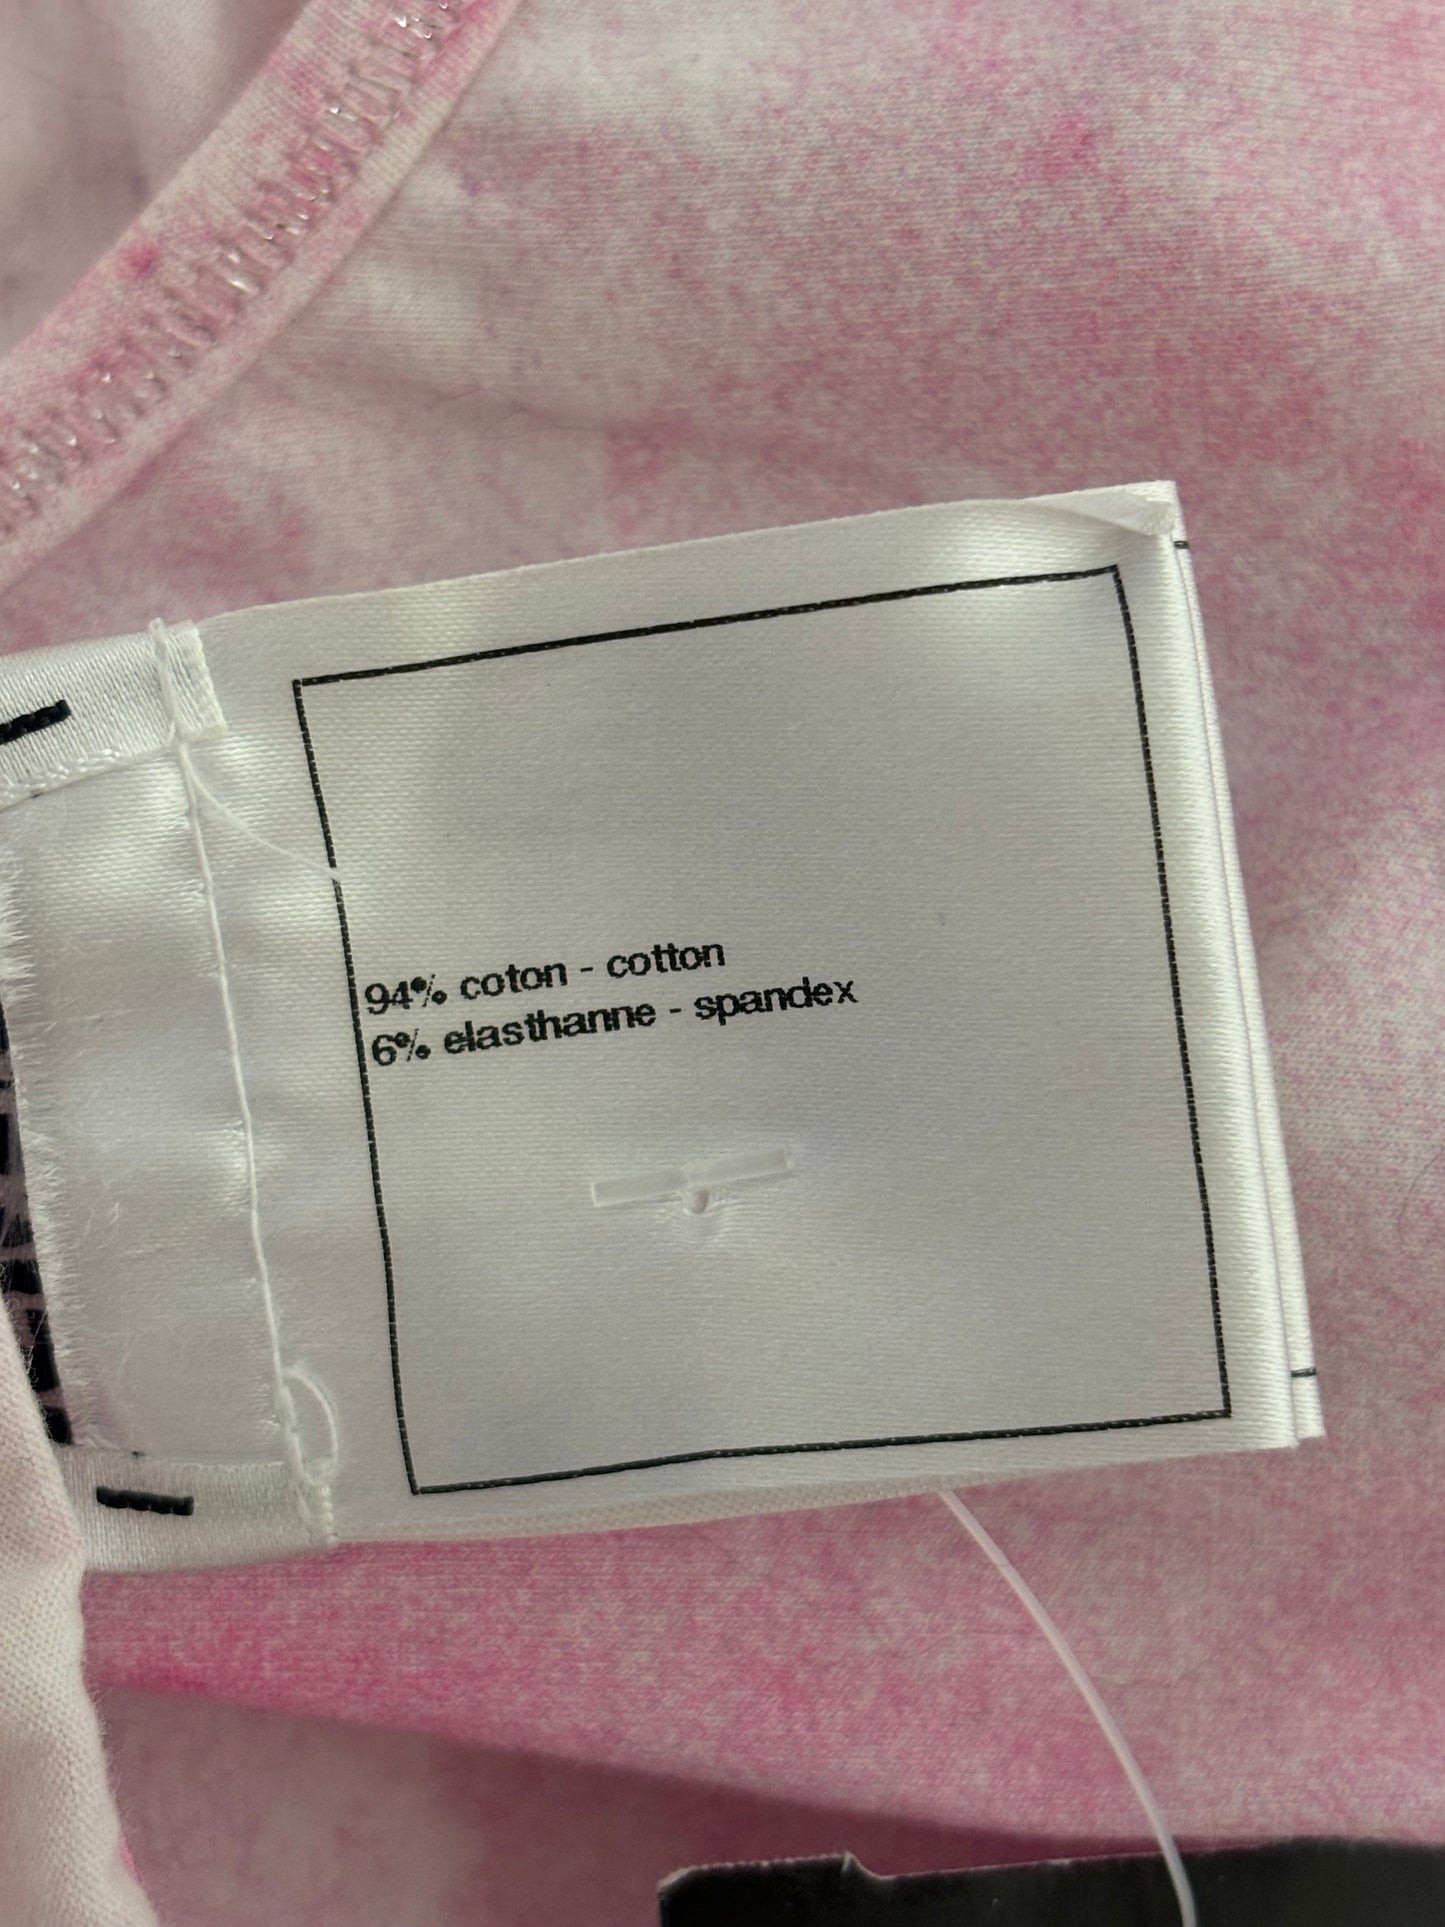 94% coton - cotton
6% elasthanne - spandex